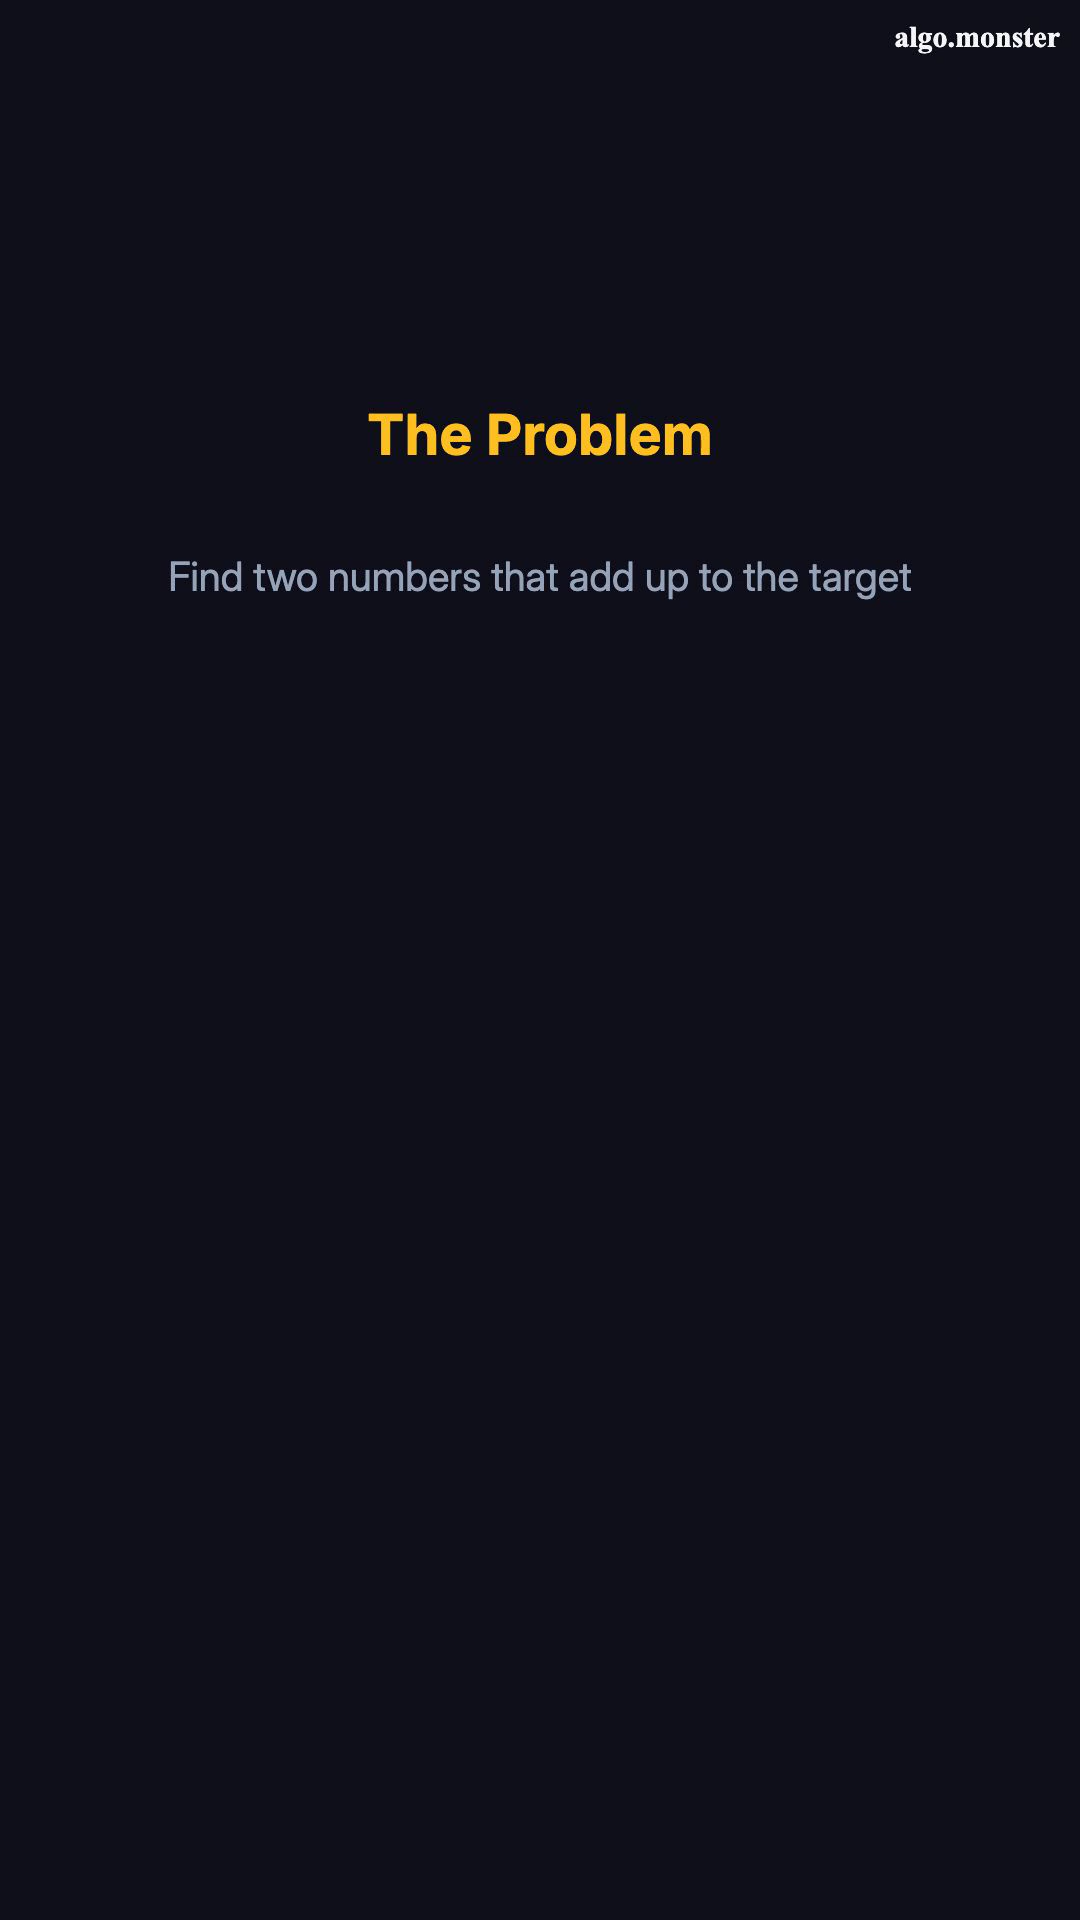 algo.monster
The Problem
Find two numbers that add up to the target